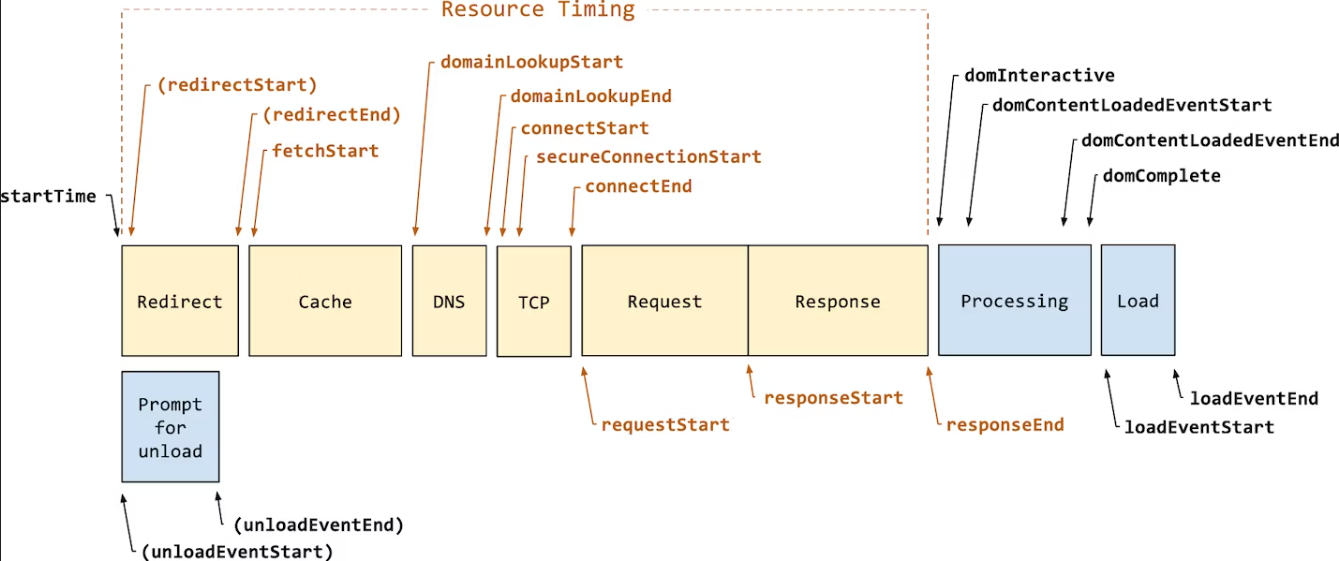 Resource Timing
domainLookupStart
domInteractive
(redirectStart)
domainLookupEnd
domContentLoadedEventStart
(redirectEnd)
connectStart
domContentLoadedEventEnd
fetchStart
secureConnectionStart
domComplete
connectEnd
startTime
Redirect
Cache
DNS
TCP
Request
Response
Processing
Load
Prompt
for
unload
requestStart
responseStart
responseEnd
loadEventEnd
loadEventStart
(unloadEventEnd)
(unloadEventStart)